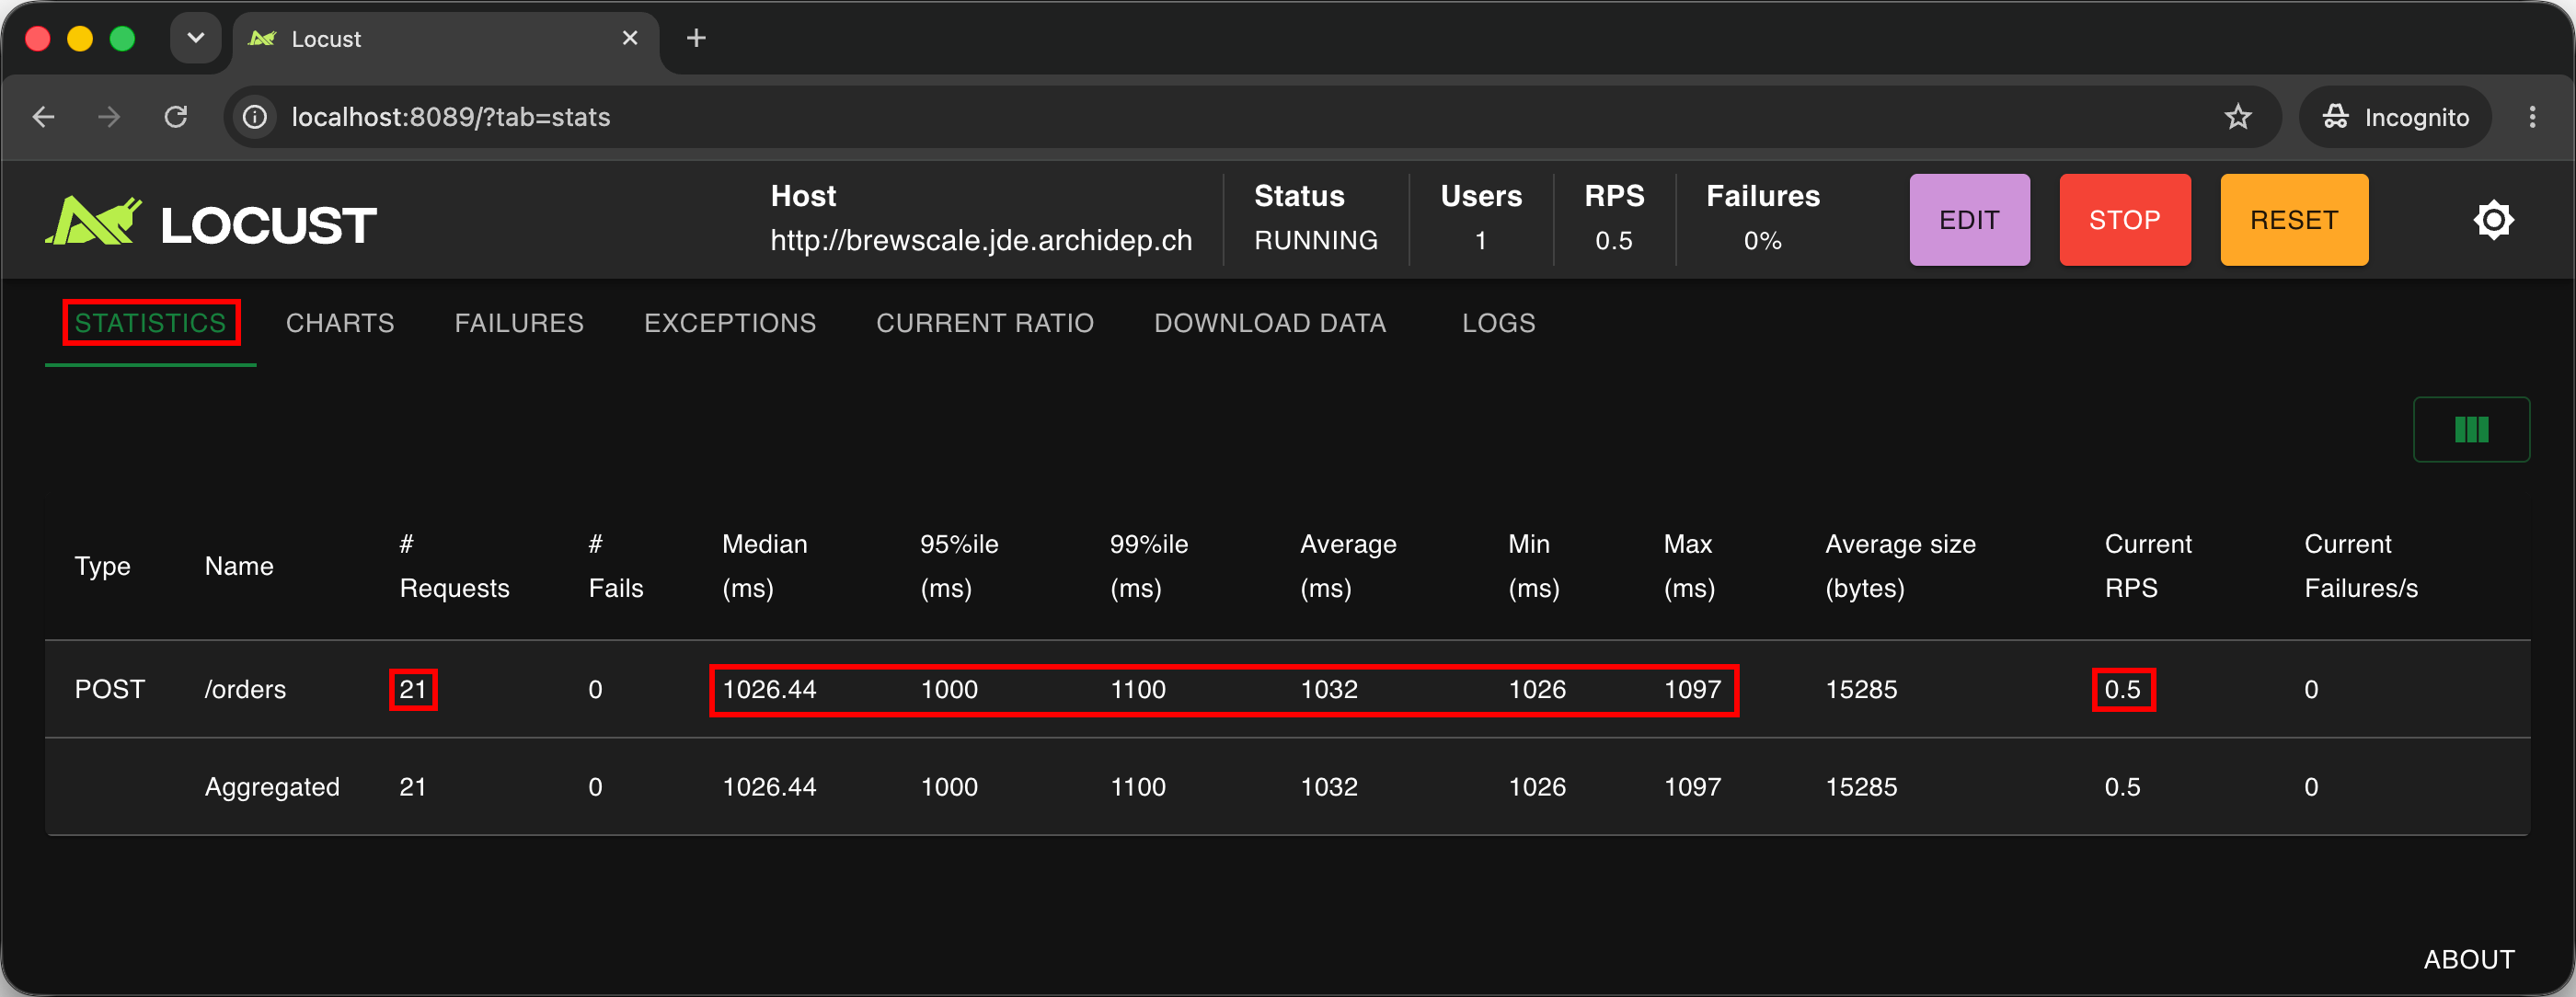 Locust
localhost:8089/?tab=stats
Incognito
LOCUST
Host
http://brewscale.jde.archidep.ch
Status
RUNNING
Users
1
RPS
0.5
Failures
0%
EDIT
STOP
RESET
STATISTICS CHARTS FAILURES EXCEPTIONS CURRENT RATIO DOWNLOAD DATA LOGS
Type Name # Requests # Fails Median (ms) 95%ile (ms) 99%ile (ms) Average (ms) Min (ms) Max (ms) Average size (bytes) Current RPS Current Failures/s
POST /orders 21 0 1026.44 1000 1100 1032 1026 1097 15285 0.5 0
Aggregated 21 0 1026.44 1000 1100 1032 1026 1097 15285 0.5 0
ABOUT